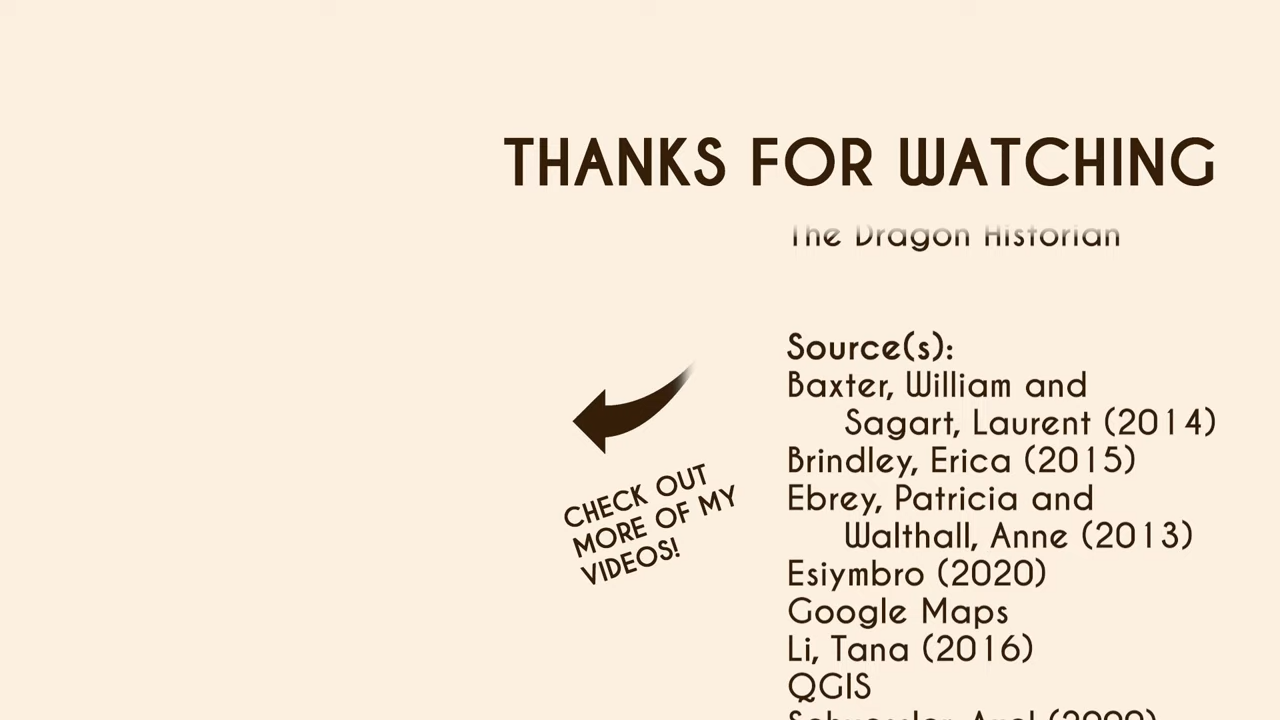 THANKS FOR WATCHING
The Dragon Historian
Source(s):
Baxter, William and
Sagart, Laurent (2014)
Brindley, Erica (2015)
Ebrey, Patricia and
Walthall, Anne (2013)
Esiymbro (2020)
Google Maps
Li, Tana (2016)
QGIS
CHECK OUT
MORE OF MY
VIDEOS!